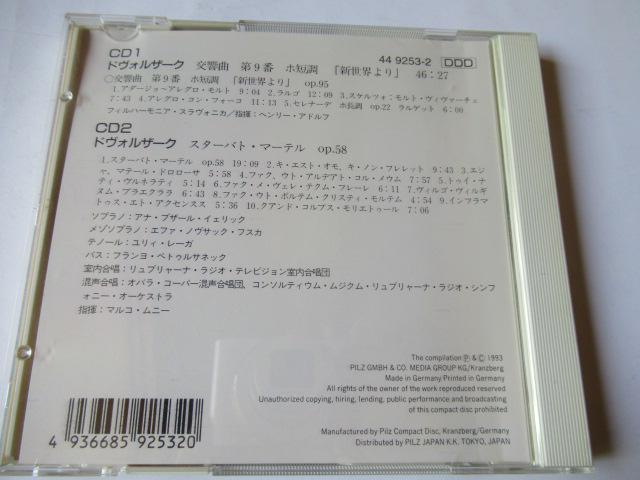 CD1 44 9253-2 DDD
ドヴォルザーク 交響曲 第9番 ホ短調 「新世界より」 46:27
○交響曲 第9番 ホ短調 「新世界より」 op.95
1.アダージョ~アレグロ・モルト 9:04 2.ラルゴ 12:09 3.スケルツォ:モルト・ヴィヴァーチェ
7:43 4.アレグロ・コン・フォーコ 11:13 5.セレナーデ ホ長調 op.22 ラルゲット 6:00
フィルハーモニア・スラヴォニカ/指揮:ヘンリー・アドルフ
CD2
ドヴォルザーク スターバト・マーテル op.58
1.スターバト・マーテル op.58 19:09 2.キ・エスト・オモ、キ・ノン・フレレット 9:43 3.エジ
ャ、マテール・ドロローサ 5:58 4.ファク、ウト・アルデアト・コル・メウム 7:57 5.トゥイ・ナ
ティ・ヴルネラティ 5:14 6.ファク・メ・ヴェレ・テクム・フレーレ 6:11 7.ヴィルゴ・ヴィルギ
ヌム・プラエクララ 6:43 8.ファク・ウト・ポルテム・クリスティ・モルテム 4:54 9.インフラマ
トゥス・エト・アクセンスス 5:36 10.クアンド・コルプス・モリエトゥール 7:06
ソプラノ:アナ・プザール・イェリック
メゾソプラノ:エファ・ノヴサック・フスカ
テノール:ユリィ・レーガ
バス:フランヨ・ペトゥルサネック
室内合唱:リュブリャーナ・ラジオ・テレビジョン室内合唱団
混声合唱:オバラ・コーパー混声合唱団、コンソルティウム・ムジクム・リュブリャーナ・ラジオ・シンフ
ォニー・オーケストラ
指揮:マルコ・ムニー
The compilation Ⓟ & © 1993
PILZ GMBH & CO. MEDIA GROUP KG/Kranzberg
Made in Germany/Printed in Germany
All rights of the owner of the work reproduced reserved
Unauthorized copying, hiring, lending, public performance and broadcasting
of this compact disc prohibited
Manufactured by Pilz Compact Disc, Kranzberg/Germany
Distributed by PILZ JAPAN K.K. TOKYO, JAPAN
4 936685 925320